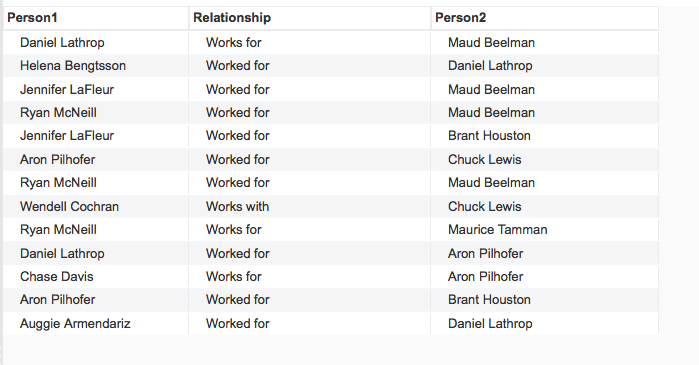 Person1 Relationship Person2
Daniel Lathrop Works for Maud Beelman
Helena Bengtsson Worked for Daniel Lathrop
Jennifer LaFleur Worked for Maud Beelman
Ryan McNeill Worked for Maud Beelman
Jennifer LaFleur Worked for Brant Houston
Aron Pilhofer Worked for Chuck Lewis
Ryan McNeill Worked for Maud Beelman
Wendell Cochran Works with Chuck Lewis
Ryan McNeill Works for Maurice Tamman
Daniel Lathrop Worked for Aron Pilhofer
Chase Davis Works for Aron Pilhofer
Aron Pilhofer Worked for Brant Houston
Auggie Armendariz Worked for Daniel Lathrop